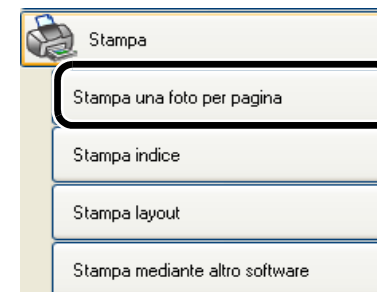 Stampa
Stampa una foto per pagina
Stampa indice
Stampa layout
Stampa mediante altro software